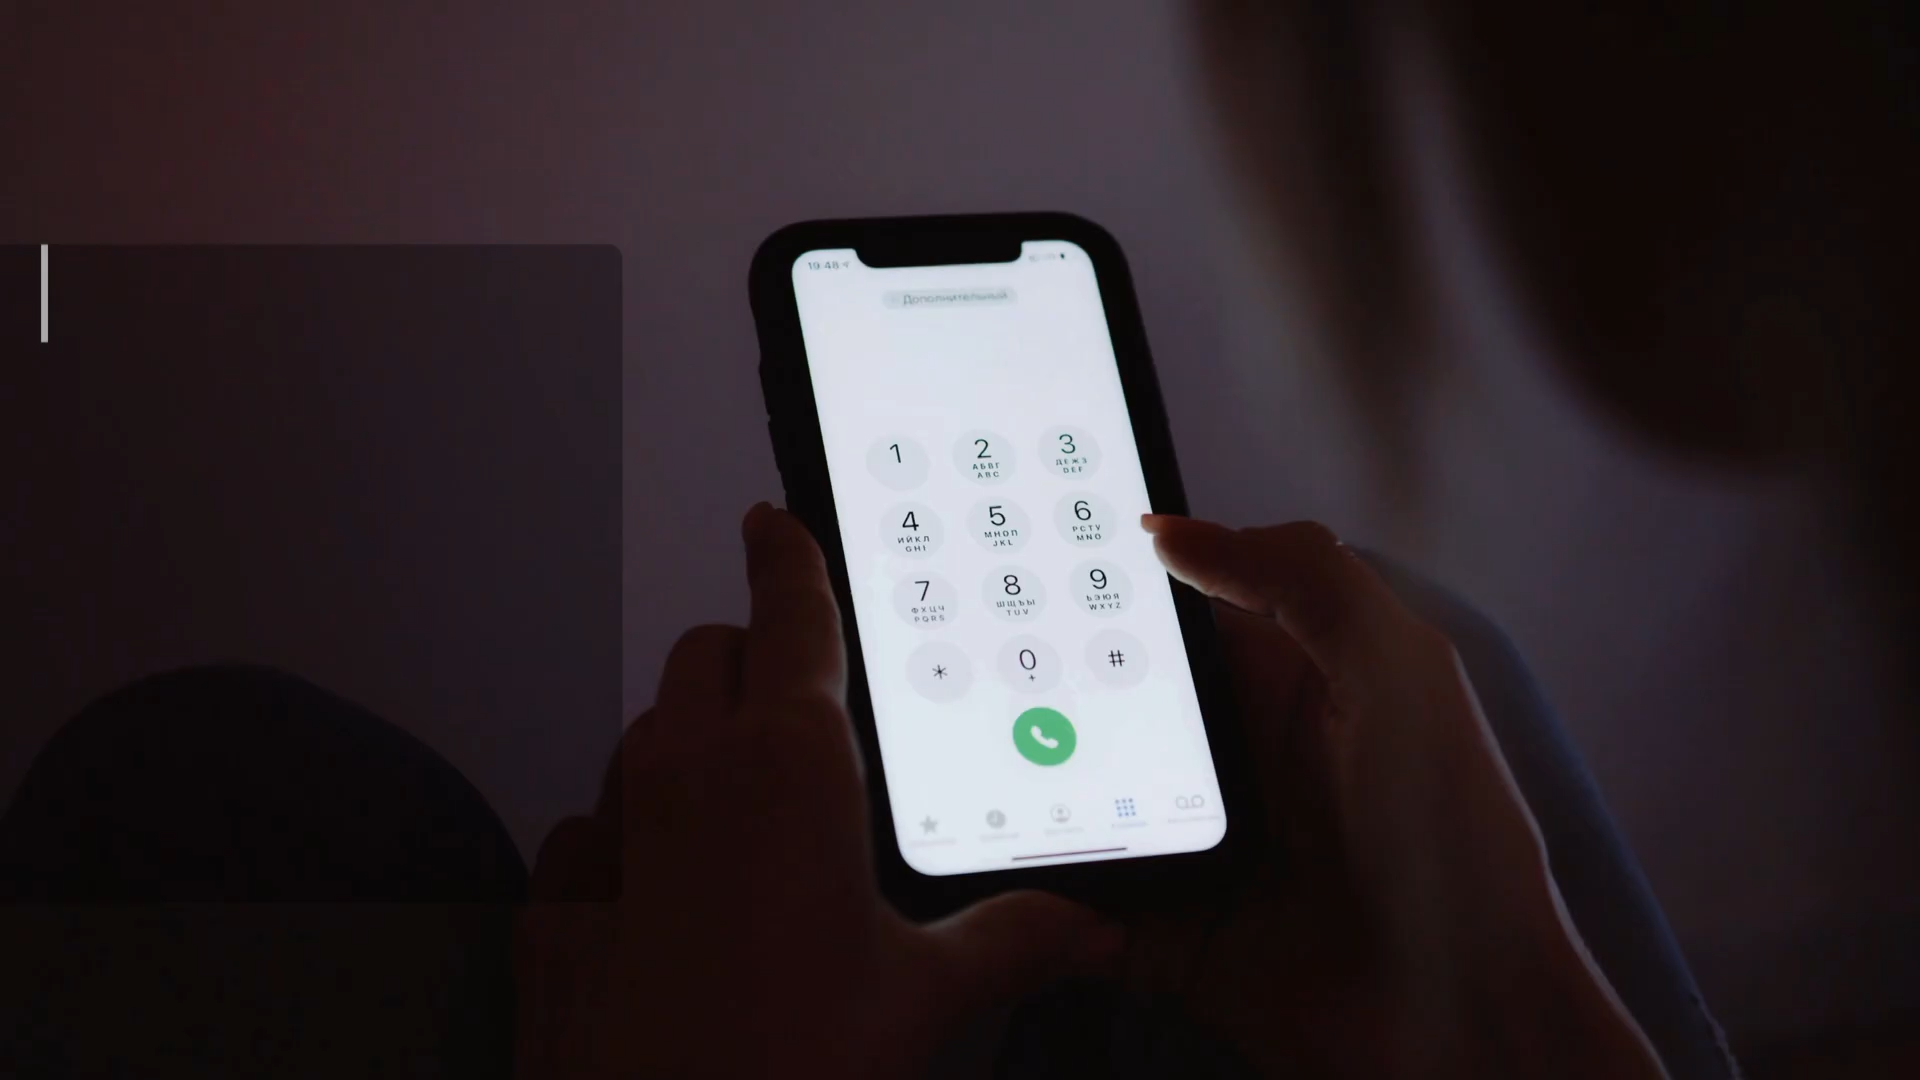 19:48
Дополнительный
1 2 3
АБВГ ДЕЖЗ
ABC DEF
4 5 6
ИЙКЛ МНОП РСТУ
GHI JKL MNO
7 8 9
ФХЦЧ ШЩЪЫ ЬЭЮЯ
PQRS TUV WXYZ
* 0 #
+